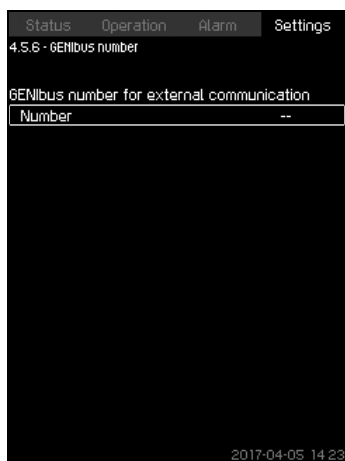 Status Operation Alarm Settings
4.5.6 - GENIbus number
GENIbus number for external communication
Number --
2017-04-05 14:23